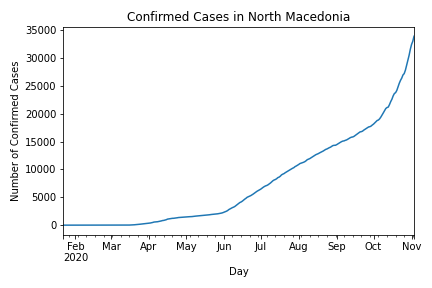 Confirmed Cases in North Macedonia
Number of Confirmed Cases
35000
30000
25000
20000
15000
10000
5000
0
Feb Mar Apr May Jun Jul Aug Sep Oct Nov
2020
Day